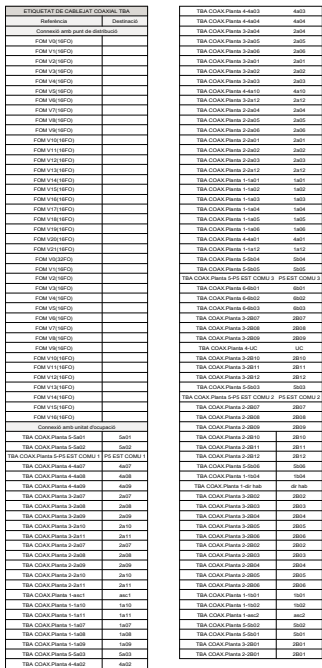 ETIQUETAT DE CABLEJAT COAXIAL TBA
Referència Destinació
Connexió amb punt de distribució
FOM V0(16FO)
FOM V1(16FO)
FOM V2(16FO)
FOM V3(16FO)
FOM V4(16FO)
FOM V5(16FO)
FOM V6(16FO)
FOM V7(16FO)
FOM V8(16FO)
FOM V9(16FO)
FOM V10(16FO)
FOM V11(16FO)
FOM V12(16FO)
FOM V13(16FO)
FOM V14(16FO)
FOM V15(16FO)
FOM V16(16FO)
FOM V17(16FO)
FOM V18(16FO)
FOM V19(16FO)
FOM V20(16FO)
FOM V21(16FO)
FOM V0(32FO)
FOM V1(16FO)
FOM V2(16FO)
FOM V3(16FO)
FOM V4(16FO)
FOM V5(16FO)
FOM V6(16FO)
FOM V7(16FO)
FOM V8(16FO)
FOM V9(16FO)
FOM V10(16FO)
FOM V11(16FO)
FOM V12(16FO)
FOM V13(16FO)
FOM V14(16FO)
FOM V15(16FO)
FOM V16(16FO)
Connexió amb unitat d'ocupació
TBA COAX.Planta 5-5a01 5a01
TBA COAX.Planta 5-5a02 5a02
TBA COAX.Planta 5-P5 EST COMU 1 P5 EST COMU 1
TBA COAX.Planta 4-4a07 4a07
TBA COAX.Planta 4-4a08 4a08
TBA COAX.Planta 4-4a09 4a09
TBA COAX.Planta 3-2a07 2a07
TBA COAX.Planta 3-2a08 2a08
TBA COAX.Planta 3-2a09 2a09
TBA COAX.Planta 3-2a10 2a10
TBA COAX.Planta 3-2a11 2a11
TBA COAX.Planta 2-2a07 2a07
TBA COAX.Planta 2-2a08 2a08
TBA COAX.Planta 2-2a09 2a09
TBA COAX.Planta 2-2a10 2a10
TBA COAX.Planta 2-2a11 2a11
TBA COAX.Planta 1-asc1 asc1
TBA COAX.Planta 1-1a10 1a10
TBA COAX.Planta 1-1a11 1a11
TBA COAX.Planta 1-1a07 1a07
TBA COAX.Planta 1-1a08 1a08
TBA COAX.Planta 1-1a09 1a09
TBA COAX.Planta 5-5a03 5a03
TBA COAX.Planta 4-4a02 4a02
TBA COAX.Planta 4-4a03 4a03
TBA COAX.Planta 4-4a04 4a04
TBA COAX.Planta 3-2a04 2a04
TBA COAX.Planta 3-2a05 2a05
TBA COAX.Planta 3-2a06 2a06
TBA COAX.Planta 3-2a01 2a01
TBA COAX.Planta 3-2a02 2a02
TBA COAX.Planta 3-2a03 2a03
TBA COAX.Planta 4-4a10 4a10
TBA COAX.Planta 3-2a12 2a12
TBA COAX.Planta 2-2a04 2a04
TBA COAX.Planta 2-2a05 2a05
TBA COAX.Planta 2-2a06 2a06
TBA COAX.Planta 2-2a01 2a01
TBA COAX.Planta 2-2a02 2a02
TBA COAX.Planta 2-2a03 2a03
TBA COAX.Planta 2-2a12 2a12
TBA COAX.Planta 1-1a01 1a01
TBA COAX.Planta 1-1a02 1a02
TBA COAX.Planta 1-1a03 1a03
TBA COAX.Planta 1-1a04 1a04
TBA COAX.Planta 1-1a05 1a05
TBA COAX.Planta 1-1a06 1a06
TBA COAX.Planta 4-4a01 4a01
TBA COAX.Planta 1-1a12 1a12
TBA COAX.Planta 5-5b04 5b04
TBA COAX.Planta 5-5b05 5b05
TBA COAX.Planta 5-P5 EST COMU 3 P5 EST COMU 3
TBA COAX.Planta 6-6b01 6b01
TBA COAX.Planta 6-6b02 6b02
TBA COAX.Planta 6-6b03 6b03
TBA COAX.Planta 3-2B07 2B07
TBA COAX.Planta 3-2B08 2B08
TBA COAX.Planta 3-2B09 2B09
TBA COAX.Planta 4-UC UC
TBA COAX.Planta 3-2B10 2B10
TBA COAX.Planta 3-2B11 2B11
TBA COAX.Planta 3-2B12 2B12
TBA COAX.Planta 5-5b03 5b03
TBA COAX.Planta 5-P5 EST COMU 2 P5 EST COMU 2
TBA COAX.Planta 2-2B07 2B07
TBA COAX.Planta 2-2B08 2B08
TBA COAX.Planta 2-2B09 2B09
TBA COAX.Planta 2-2B10 2B10
TBA COAX.Planta 2-2B11 2B11
TBA COAX.Planta 2-2B12 2B12
TBA COAX.Planta 5-5b06 5b06
TBA COAX.Planta 1-1b04 1b04
TBA COAX.Planta 1-dir hab dir hab
TBA COAX.Planta 3-2B02 2B02
TBA COAX.Planta 3-2B03 2B03
TBA COAX.Planta 3-2B04 2B04
TBA COAX.Planta 3-2B05 2B05
TBA COAX.Planta 3-2B06 2B06
TBA COAX.Planta 2-2B02 2B02
TBA COAX.Planta 2-2B03 2B03
TBA COAX.Planta 2-2B04 2B04
TBA COAX.Planta 2-2B05 2B05
TBA COAX.Planta 2-2B06 2B06
TBA COAX.Planta 1-1b01 1b01
TBA COAX.Planta 1-1b02 1b02
TBA COAX.Planta 1-asc2 asc2
TBA COAX.Planta 5-5b02 5b02
TBA COAX.Planta 5-5b01 5b01
TBA COAX.Planta 3-2B01 2B01
TBA COAX.Planta 2-2B01 2B01